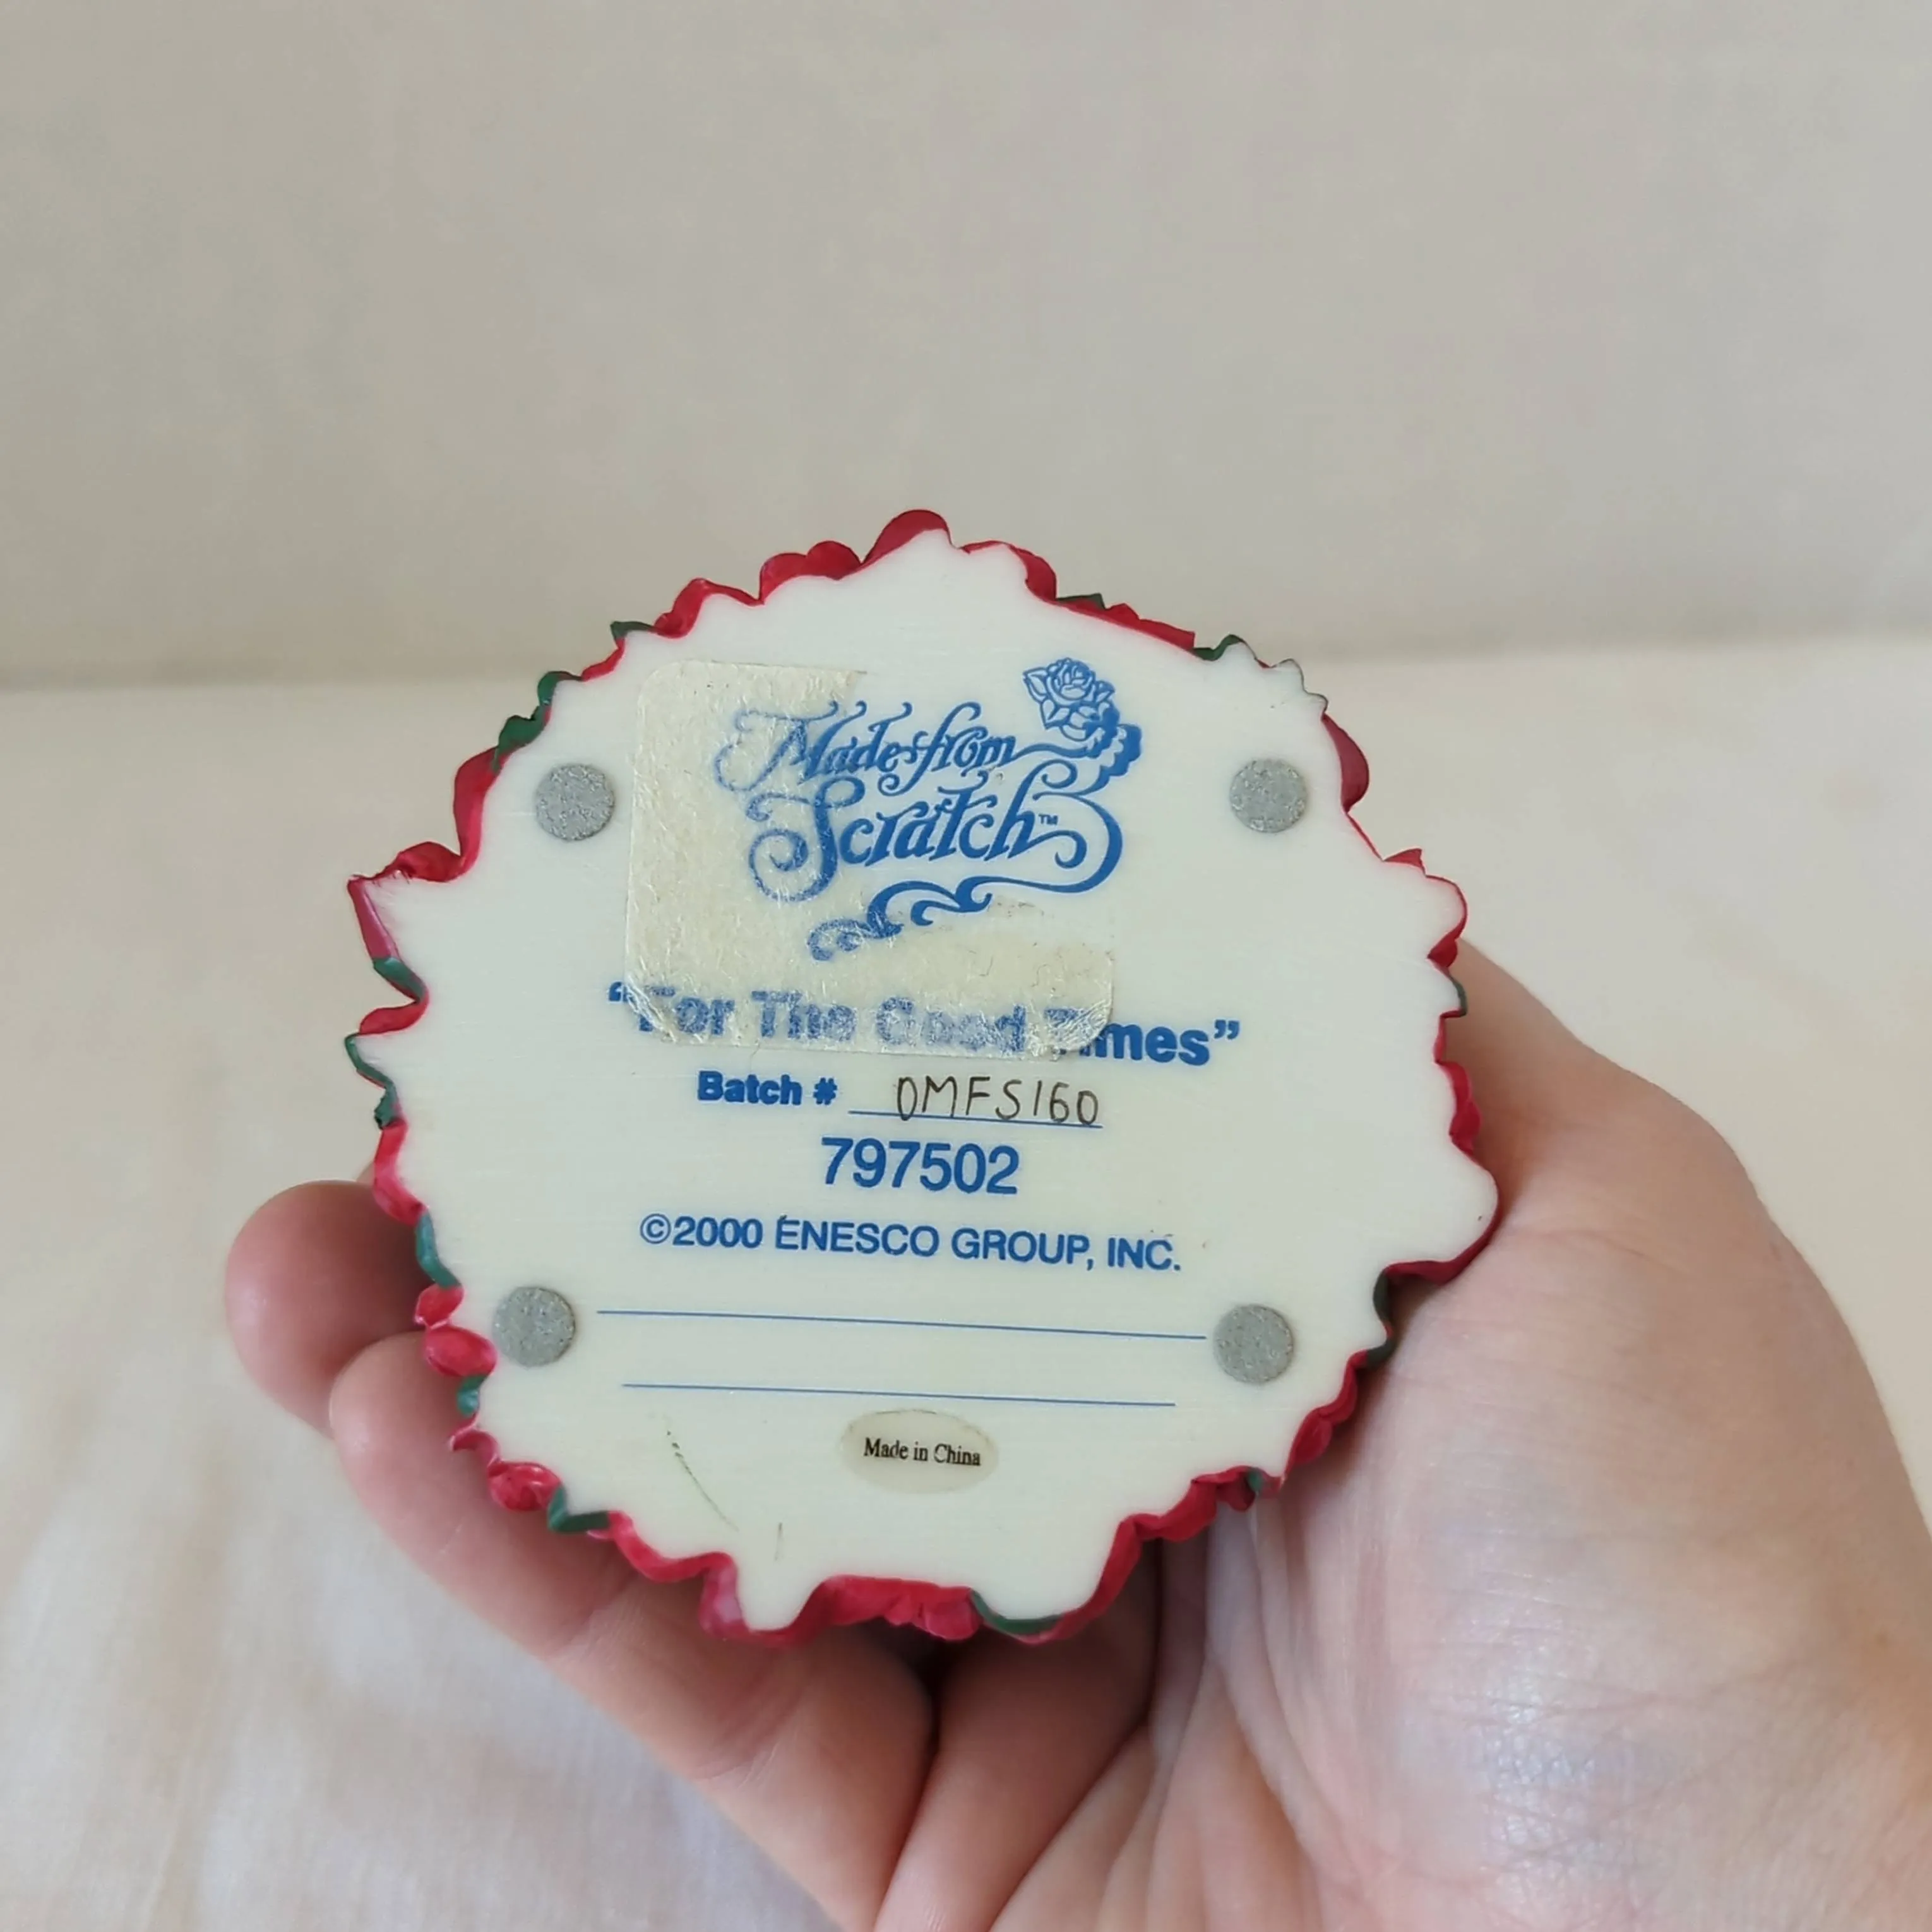 Made from
Scratch™
"For The Good Times"
Batch # 0MFS160
797502
©2000 ENESCO GROUP, INC.
Made in China